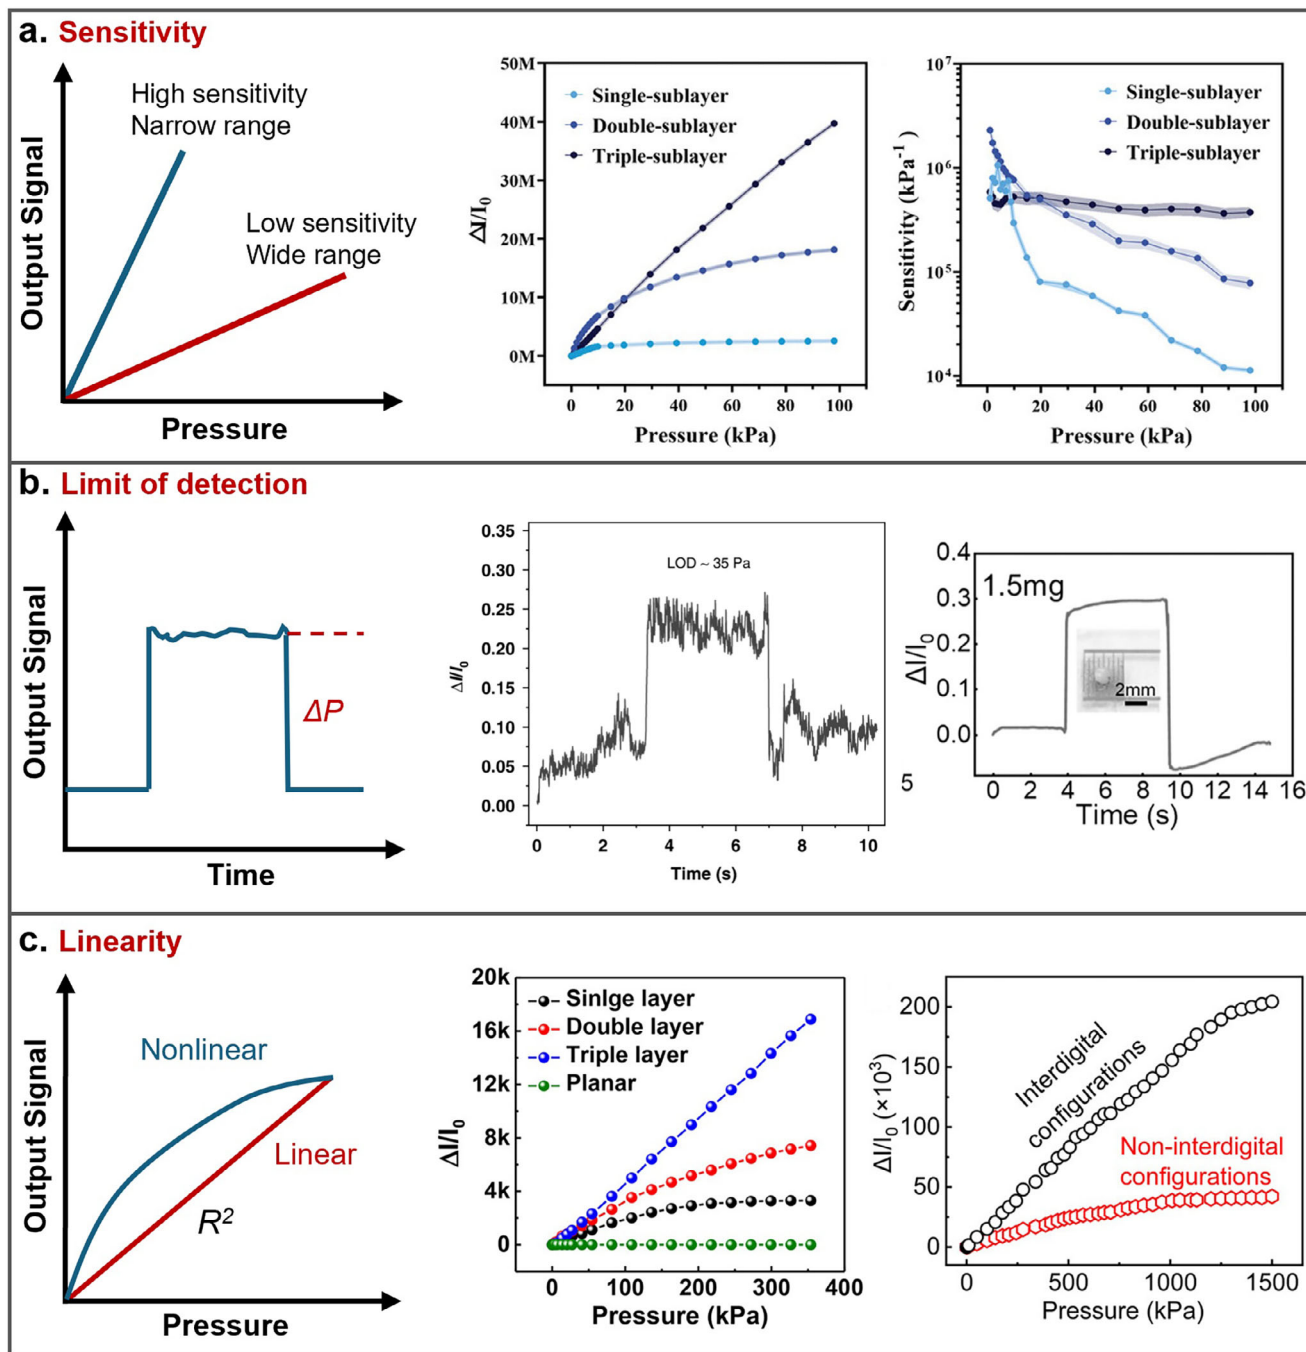 a. Sensitivity
Output Signal
High sensitivity
Narrow range
Low sensitivity
Wide range
Pressure
ΔI/I0
50M
40M
30M
20M
10M
0M
Single-sublayer
Double-sublayer
Triple-sublayer
0 20 40 60 80 100
Pressure (kPa)
Sensitivity (kPa-1)
10^7
10^6
10^5
10^4
Single-sublayer
Double-sublayer
Triple-sublayer
0 20 40 60 80 100
Pressure (kPa)
b. Limit of detection
Output Signal
ΔP
Time
ΔI/I0
0.35
0.30
0.25
0.20
0.15
0.10
0.05
0.00
LOD ~ 35 Pa
0 2 4 6 8 10
Time (s)
5
ΔI/I0
0.4
0.3
0.2
0.1
0.0
1.5mg
2mm
0 2 4 6 8 10 12 14 16
Time (s)
c. Linearity
Output Signal
Nonlinear
Linear
R²
Pressure
ΔI/I0
20k
16k
12k
8k
4k
0
Sinlge layer
Double layer
Triple layer
Planar
0 100 200 300 400
Pressure (kPa)
ΔI/I0 (×10³)
200
150
100
50
0
Interdigital
configurations
Non-interdigital
configurations
0 500 1000 1500
Pressure (kPa)